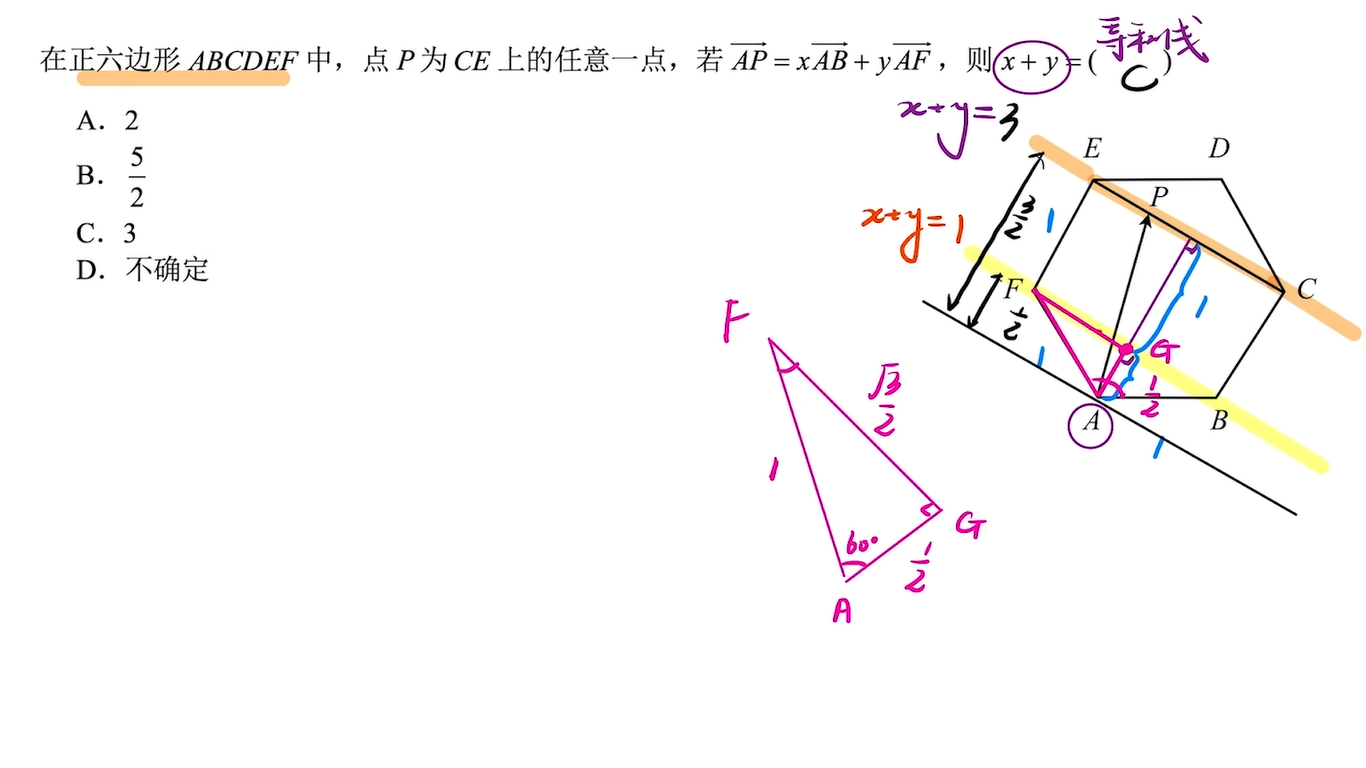 在正六边形 ABCDEF 中，点 P 为 CE 上的任意一点，若 $\overrightarrow{AP}=x\overrightarrow{AB}+y\overrightarrow{AF}$，则 x+y=( C )
等和线
A．2
B．$\frac{5}{2}$
C．3
D．不确定
x+y=3
x+y=1
E
D
P
F
C
G
A
B
$\frac{3}{2}$
1
$\frac{1}{2}$
1
1
$\frac{1}{2}$
1
F
$\frac{\sqrt{3}}{2}$
1
60°
G
$\frac{1}{2}$
A